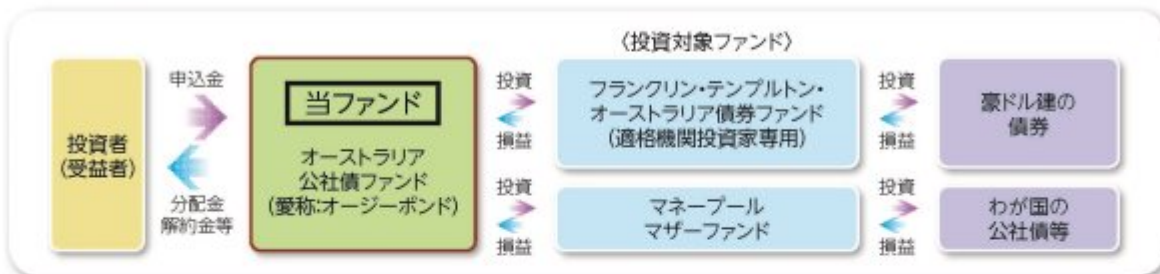 〈投資対象ファンド〉
投資者
(受益者)
申込金
分配金
解約金等
当ファンド
オーストラリア
公社債ファンド
(愛称:オージーボンド)
投資
損益
フランクリン・テンプルトン・
オーストラリア債券ファンド
(適格機関投資家専用)
投資
損益
豪ドル建の
債券
投資
損益
マネープール
マザーファンド
投資
損益
わが国の
公社債等